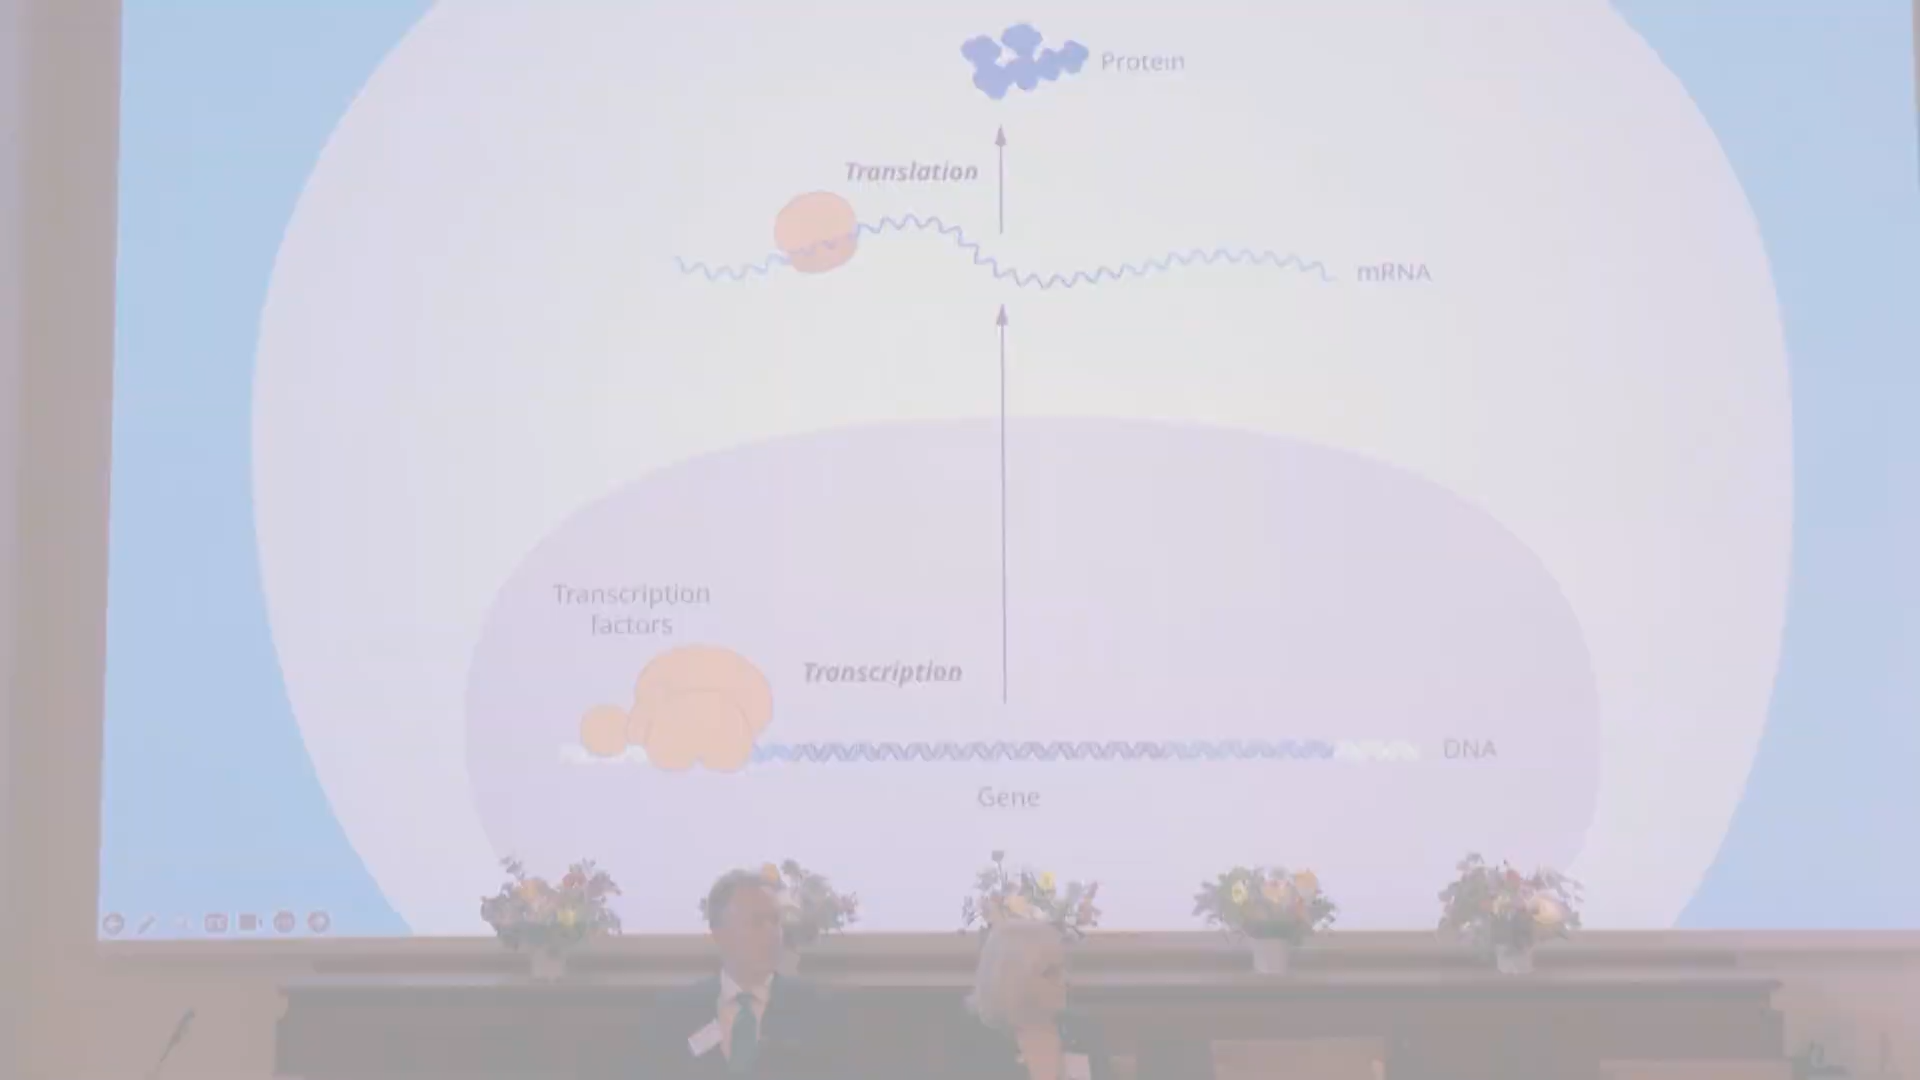 Protein
Translation
mRNA
Transcription
factors
Transcription
DNA
Gene